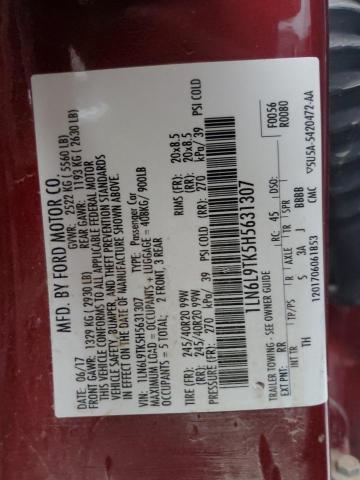 MFD. BY FORD MOTOR CO.
DATE: 06/17 GVWR: 2522 KG ( 5560 LB)
FRONT GAWR: 1329 KG (2930 LB) REAR GAWR: 1193 KG (2630 LB)
THIS VEHICLE CONFORMS TO ALL APPLICABLE FEDERAL MOTOR
VEHICLE SAFETY, BUMPER, AND THEFT PREVENTION STANDARDS
IN EFFECT ON THE DATE OF MANUFACTURE SHOWN ABOVE.
VIN: 1LN6L9TK5H5631307
TYPE: Passenger Car
MAXIMUM LOAD = OCCUPANTS + LUGGAGE = 408KG/ 900LB
OCCUPANTS = 5 TOTAL: 2 FRONT, 3 REAR
TIRE (FR): 245/40R20 99W RIMS (FR): 20x8.5
TIRE (RR): 245/40R20 99W (RR): 20x8.5
PRESSURE (FR): 270 kPa/ 39 PSI COLD (RR): 270 kPa/ 39 PSI COLD
1LN6L9TK5H5631307
F0056
R0080
TRAILER TOWING - SEE OWNER GUIDE
EXT PNT: RR RC: 45 DSO:
INT TR TP/PS R AXLE TR SPR
TH 5 3A J BBBB
12017060618S3 CMC
▽5U5A-5420472-AA